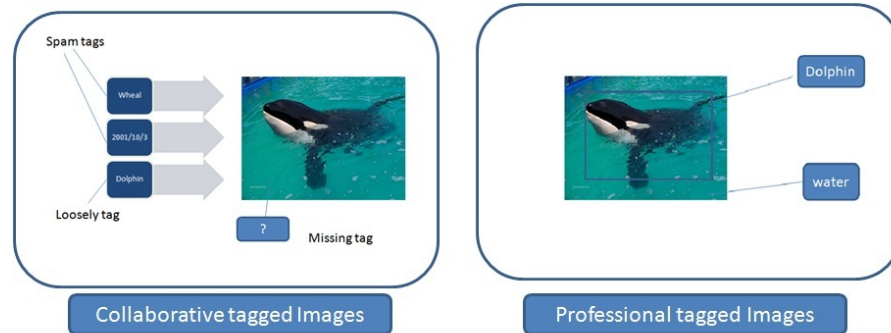 Spam tags
Wheal
2001/10/3
Dolphin
Loosely tag
?
Missing tag
Collaborative tagged Images
Dolphin
water
Professional tagged Images